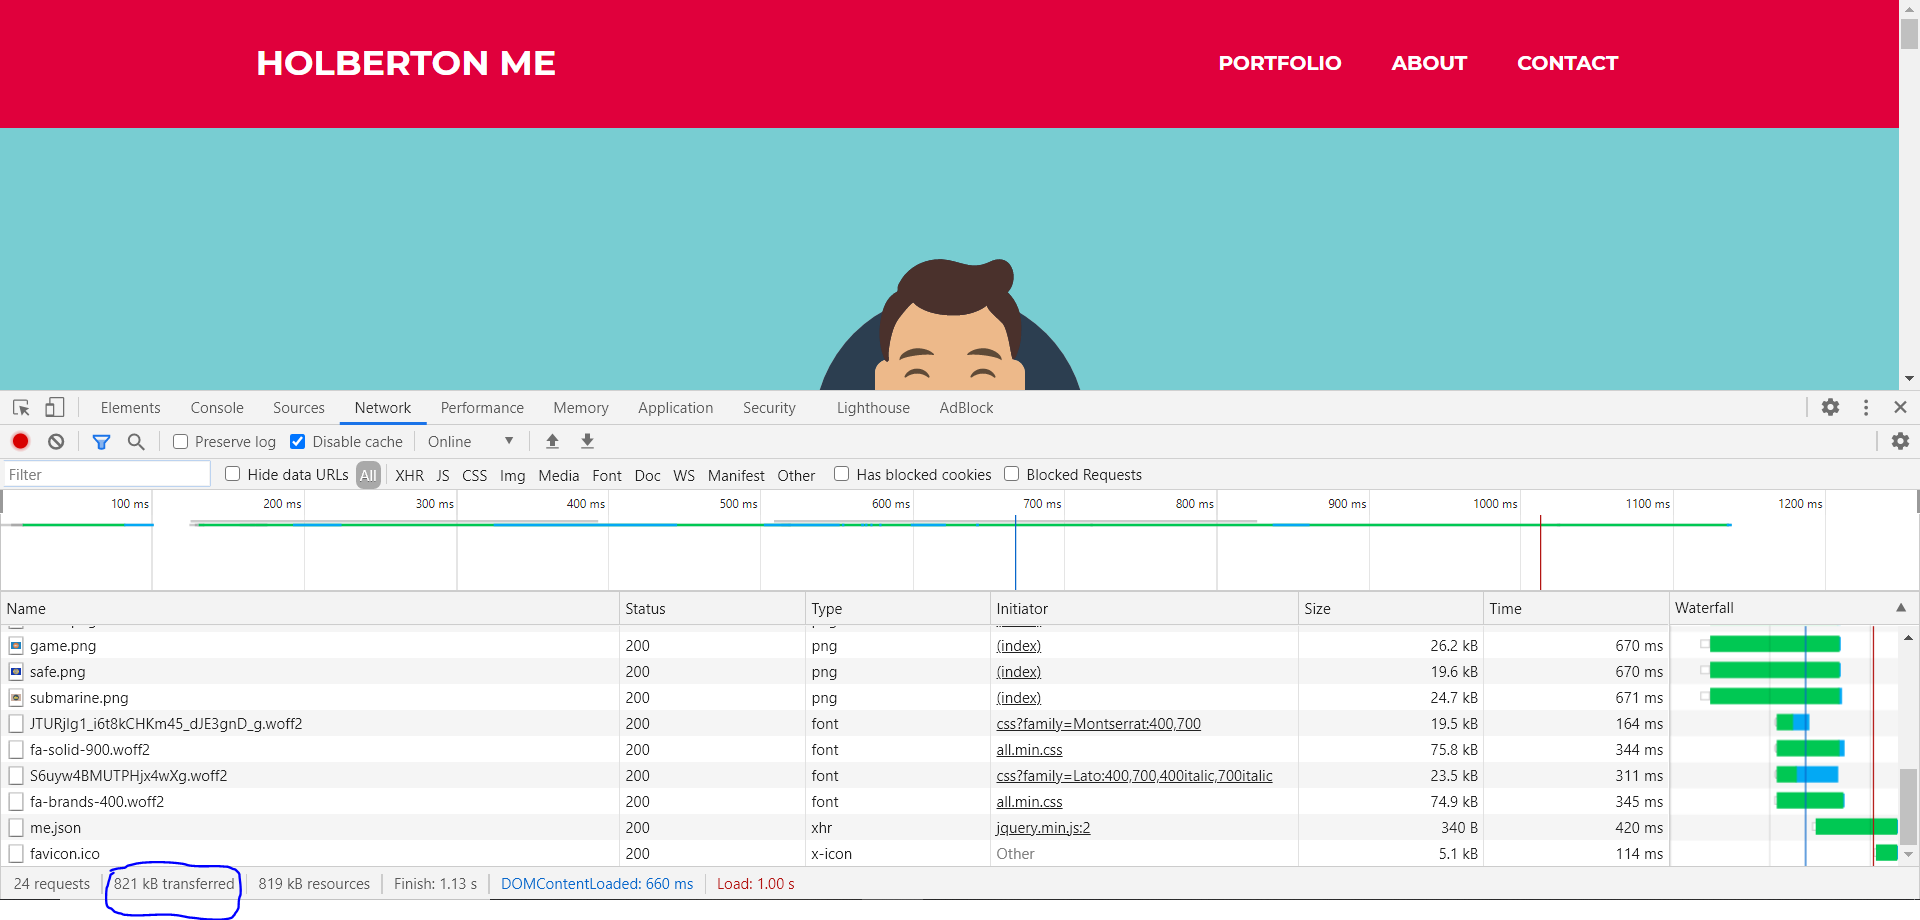 HOLBERTON ME PORTFOLIO ABOUT CONTACT
Elements Console Sources Network Performance Memory Application Security Lighthouse AdBlock
Preserve log Disable cache Online
Filter Hide data URLs All XHR JS CSS Img Media Font Doc WS Manifest Other Has blocked cookies Blocked Requests
100 ms 200 ms 300 ms 400 ms 500 ms 600 ms 700 ms 800 ms 900 ms 1000 ms 1100 ms 1200 ms
Name Status Type Initiator Size Time Waterfall
game.png 200 png (index) 26.2 kB 670 ms
safe.png 200 png (index) 19.6 kB 670 ms
submarine.png 200 png (index) 24.7 kB 671 ms
JTURjIg1_i6t8kCHKm45_dJE3gnD_g.woff2 200 font css?family=Montserrat:400,700 19.5 kB 164 ms
fa-solid-900.woff2 200 font all.min.css 75.8 kB 344 ms
S6uyw4BMUTPHjx4wXg.woff2 200 font css?family=Lato:400,700,400italic,700italic 23.5 kB 311 ms
fa-brands-400.woff2 200 font all.min.css 74.9 kB 345 ms
me.json 200 xhr jquery.min.js:2 340 B 420 ms
favicon.ico 200 x-icon Other 5.1 kB 114 ms
24 requests 821 kB transferred 819 kB resources Finish: 1.13 s DOMContentLoaded: 660 ms Load: 1.00 s